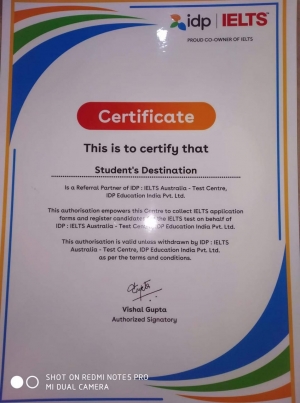 idp | IELTS
PROUD CO-OWNER OF IELTS
Certificate
This is to certify that
Student's Destination
Is a Referral Partner of IDP : IELTS Australia - Test Centre,
IDP Education India Pvt. Ltd.
This authorisation empowers this Centre to collect IELTS application
forms and register candidates for the IELTS test on behalf of
IDP : IELTS Australia - Test Centre, IDP Education India Pvt. Ltd.
This authorisation is valid unless withdrawn by IDP : IELTS
Australia - Test Centre, IDP Education India Pvt. Ltd.
as per the terms and conditions.
Gupta
Vishal Gupta
Authorized Signatory
SHOT ON REDMI NOTE5 PRO
MI DUAL CAMERA